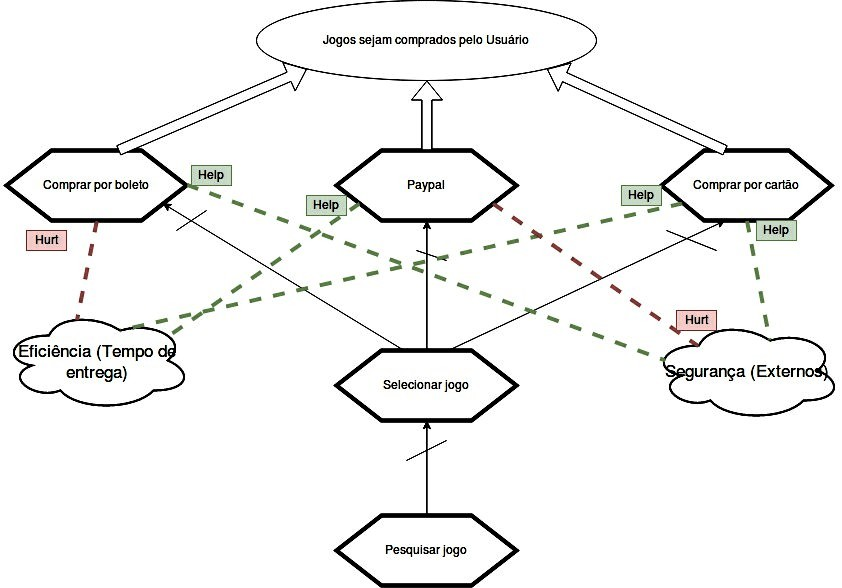 Jogos sejam comprados pelo Usuário
Comprar por boleto
Help
Paypal
Help
Comprar por cartão
Help
Help
Hurt
Hurt
Eficiência (Tempo de
entrega)
Selecionar jogo
Segurança (Externos)
Pesquisar jogo